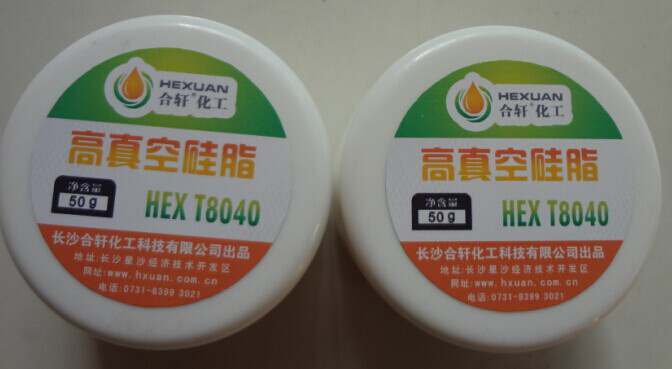 HEXUAN
合轩®化工
高真空硅脂
净含量
50g
HEX T8040
长沙合轩化工科技有限公司出品
地址:长沙星沙经济技术开发区
网址:www.hxuan.com.cn
电话:0731-8399 3021
HEXUAN
合轩®化工
高真空硅脂
净含量
50g
HEX T8040
长沙合轩化工科技有限公司出品
地址:长沙星沙经济技术开发区
网址:www.hxuan.com.cn
电话:0731-8399 3021